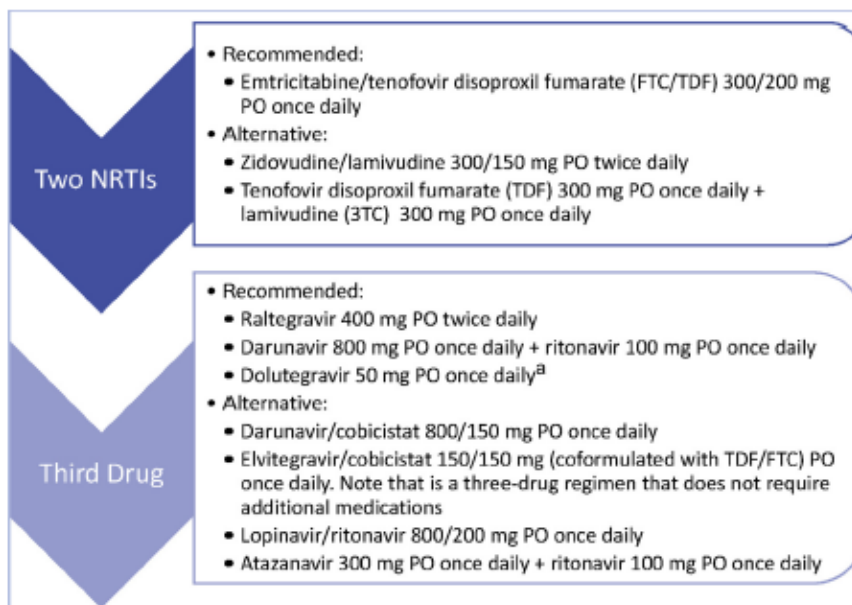 Two NRTIs
• Recommended:
• Emtricitabine/tenofovir disoproxil fumarate (FTC/TDF) 300/200 mg
PO once daily
• Alternative:
• Zidovudine/lamivudine 300/150 mg PO twice daily
• Tenofovir disoproxil fumarate (TDF) 300 mg PO once daily +
lamivudine (3TC) 300 mg PO once daily
Third Drug
• Recommended:
• Raltegravir 400 mg PO twice daily
• Darunavir 800 mg PO once daily + ritonavir 100 mg PO once daily
• Dolutegravir 50 mg PO once dailyª
• Alternative:
• Darunavir/cobicistat 800/150 mg PO once daily
• Elvitegravir/cobicistat 150/150 mg (coformulated with TDF/FTC) PO
once daily. Note that is a three-drug regimen that does not require
additional medications
• Lopinavir/ritonavir 800/200 mg PO once daily
• Atazanavir 300 mg PO once daily + ritonavir 100 mg PO once daily